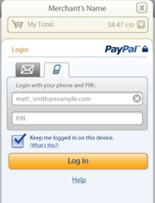 Merchant's Name
My Total: $8.47 USD
Login
PayPal
Login with your phone and PIN:
matt_smith@example.com
PIN
Keep me logged in on this device.
(What's this?)
Log In
Help